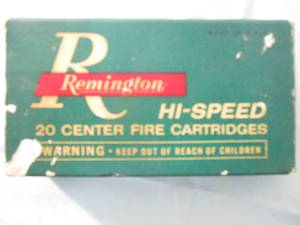 R
Remington
HI-SPEED
20 CENTER FIRE CARTRIDGES
WARNING - KEEP OUT OF REACH OF CHILDREN